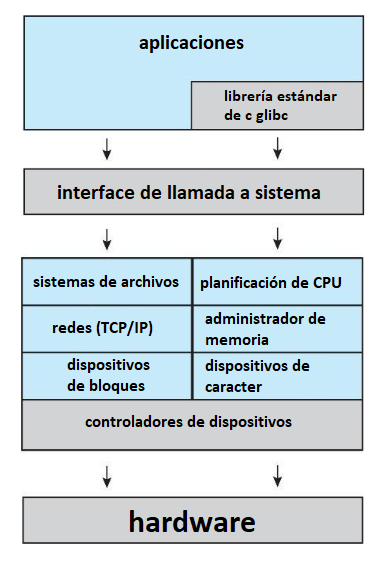 aplicaciones
librería estándar
de c glibc
interface de llamada a sistema
sistemas de archivos
planificación de CPU
redes (TCP/IP)
administrador de
memoria
dispositivos
de bloques
dispositivos de
caracter
controladores de dispositivos
hardware